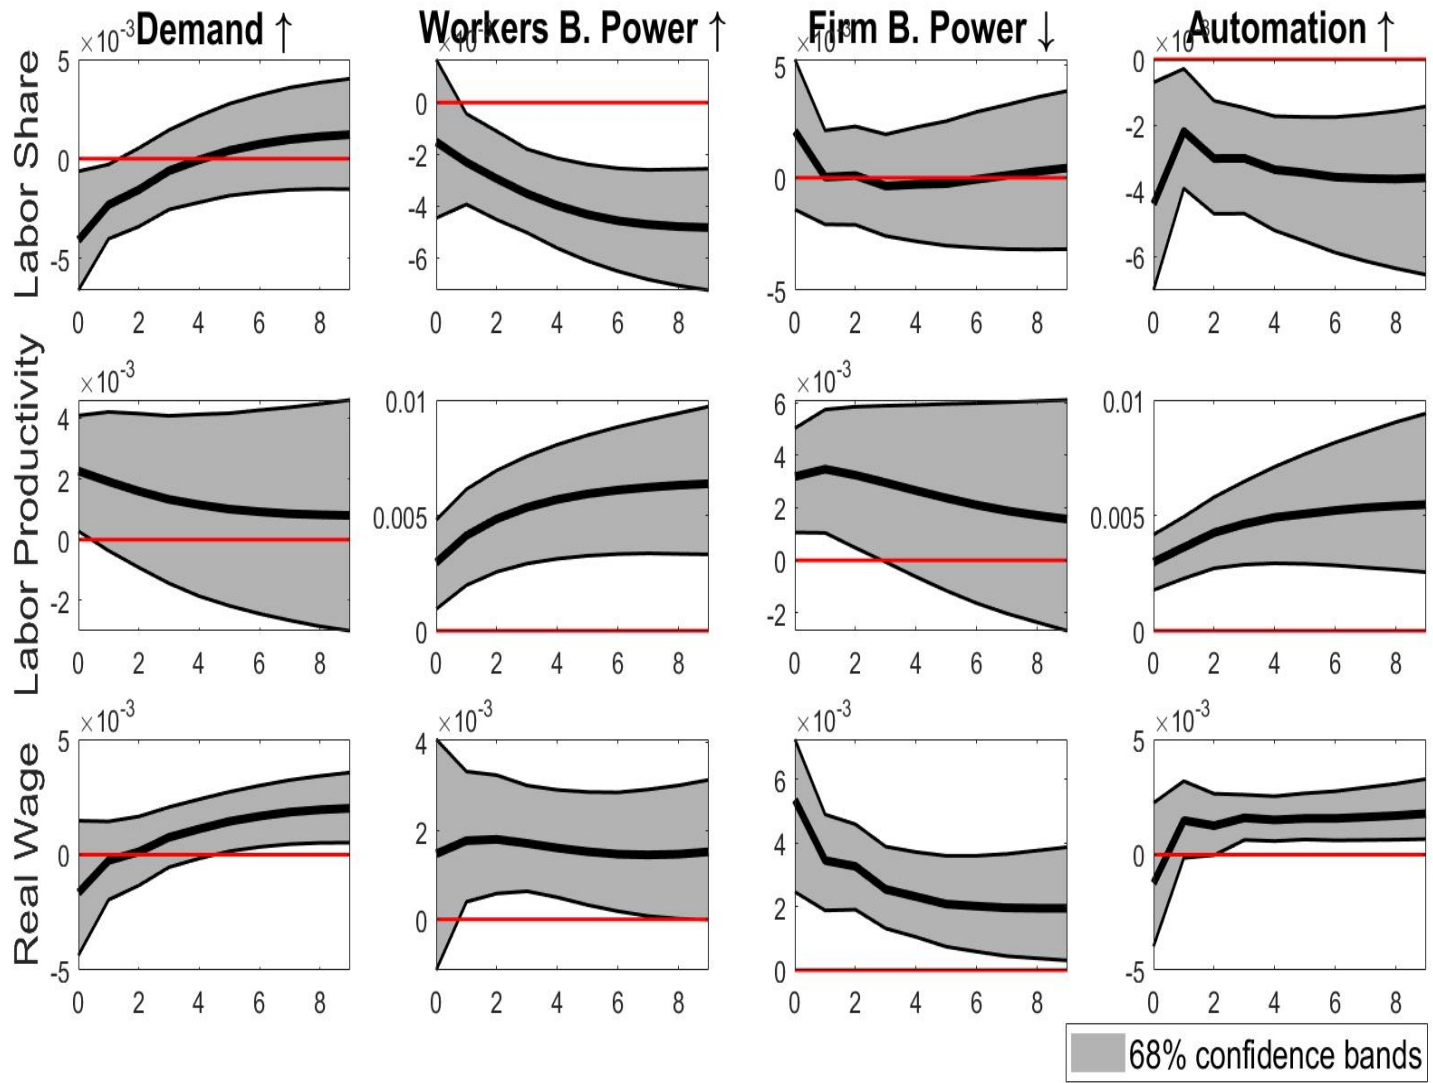 Demand ↑ Workers B. Power ↑ Firm B. Power ↓ Automation ↑
×10-3 ×10-3 ×10-3
Labor Share
5 0 -5
0 -2 -4 -6
5 0 -5
0 -2 -4 -6
0 2 4 6 8 0 2 4 6 8 0 2 4 6 8 0 2 4 6 8
×10-3 ×10-3
Labor Productivity
4 2 0 -2
0.01 0.005 0
6 4 2 0 -2
0.01 0.005 0
0 2 4 6 8 0 2 4 6 8 0 2 4 6 8 0 2 4 6 8
×10-3 ×10-3 ×10-3 ×10-3
Real Wage
5 0 -5
4 2 0
6 4 2 0
5 0 -5
0 2 4 6 8 0 2 4 6 8 0 2 4 6 8 0 2 4 6 8
68% confidence bands